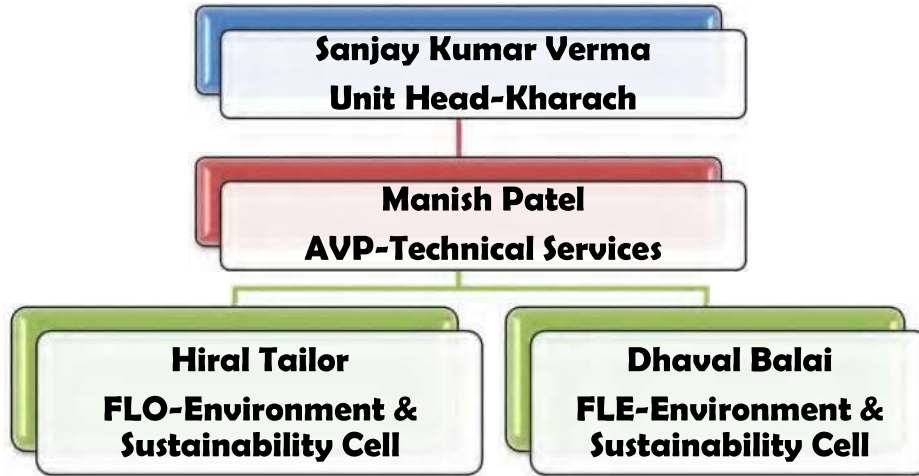 Sanjay Kumar Verma
Unit Head-Kharach
Manish Patel
AVP-Technical Services
Hiral Tailor
FLO-Environment &
Sustainability Cell
Dhaval Balai
FLE-Environment &
Sustainability Cell